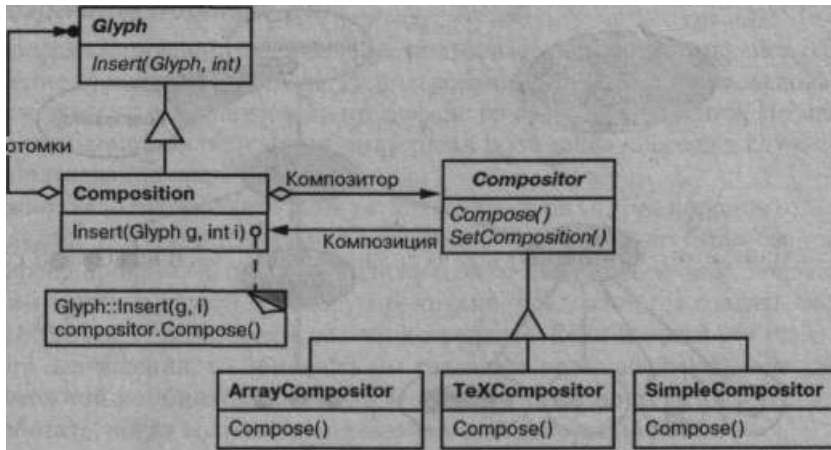 Glyph
Insert(Glyph, int)
отомки
Composition
Insert(Glyph g, int i)
Композитор
Композиция
Compositor
Compose()
SetComposition()
Glyph::Insert(g, i)
compositor.Compose()
ArrayCompositor
Compose()
TeXCompositor
Compose()
SimpleCompositor
Compose()